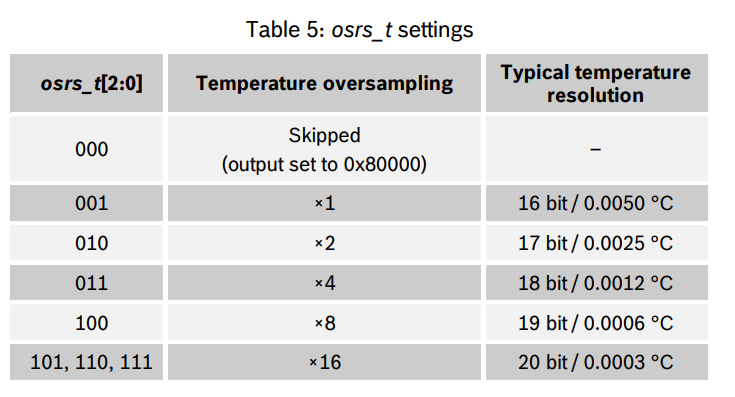 Table 5: osrs_t settings
osrs_t[2:0] Temperature oversampling Typical temperature resolution
000 Skipped (output set to 0x80000) –
001 ×1 16 bit / 0.0050 °C
010 ×2 17 bit / 0.0025 °C
011 ×4 18 bit / 0.0012 °C
100 ×8 19 bit / 0.0006 °C
101, 110, 111 ×16 20 bit / 0.0003 °C